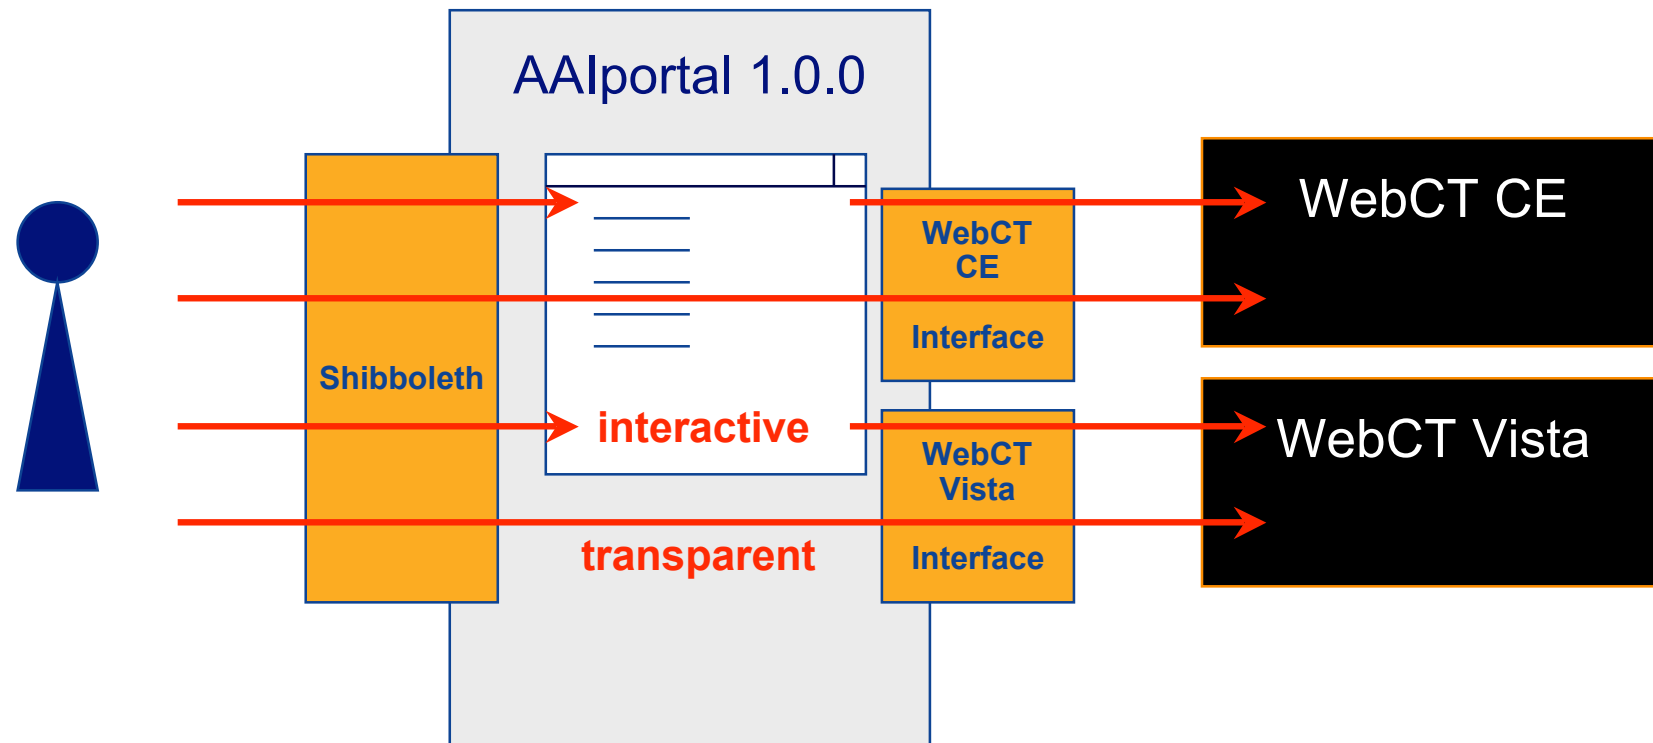 AAIportal 1.0.0
WebCT CE
WebCT
CE
Interface
Shibboleth
interactive
WebCT Vista
WebCT
Vista
Interface
transparent